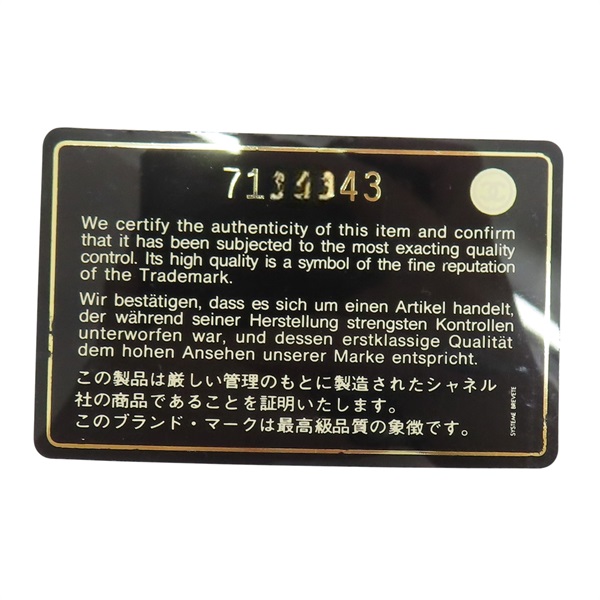 We certify the authenticity of this item and confirm
that it has been subjected to the most exacting quality
control. Its high quality is a symbol of the fine reputation
of the Trademark.
Wir bestätigen, dass es sich um einen Artikel handelt,
der während seiner Herstellung strengsten Kontrollen
unterworfen war, und dessen erstklassige Qualität
dem hohen Ansehen unserer Marke entspricht.
この製品は厳しい管理のもとに製造されたシャネル
社の商品であることを証明いたします。
このブランド・マークは最高級品質の象徴です。
SYSTEME BREVETE